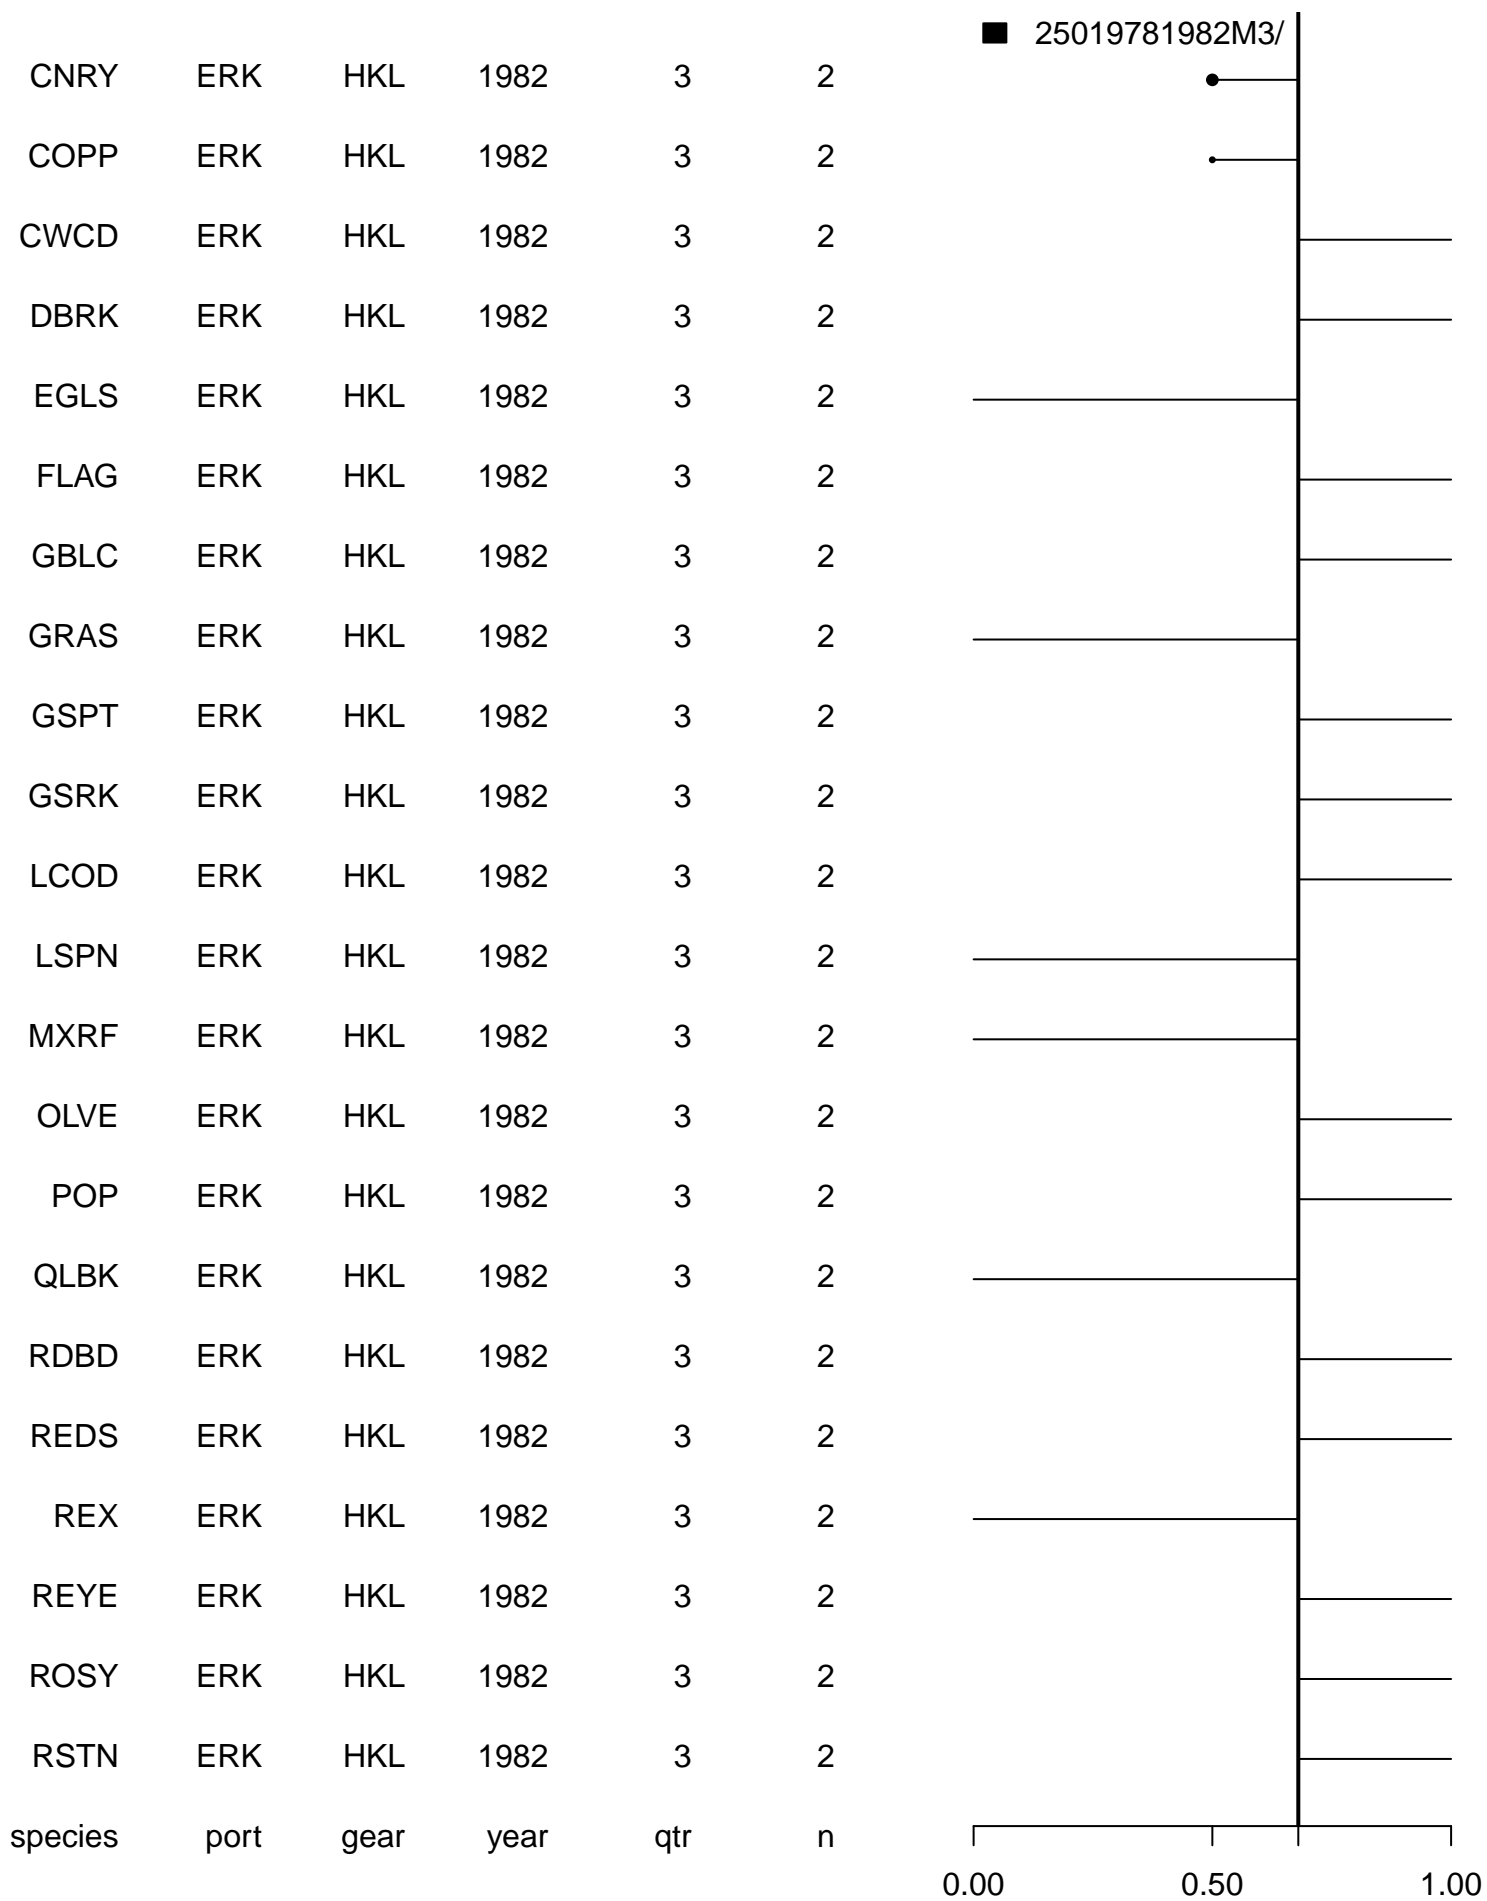 25019781982M3/
CNRY ERK HKL 1982 3 2
COPP ERK HKL 1982 3 2
CWCD ERK HKL 1982 3 2
DBRK ERK HKL 1982 3 2
EGLS ERK HKL 1982 3 2
FLAG ERK HKL 1982 3 2
GBLC ERK HKL 1982 3 2
GRAS ERK HKL 1982 3 2
GSPT ERK HKL 1982 3 2
GSRK ERK HKL 1982 3 2
LCOD ERK HKL 1982 3 2
LSPN ERK HKL 1982 3 2
MXRF ERK HKL 1982 3 2
OLVE ERK HKL 1982 3 2
POP ERK HKL 1982 3 2
QLBK ERK HKL 1982 3 2
RDBD ERK HKL 1982 3 2
REDS ERK HKL 1982 3 2
REX ERK HKL 1982 3 2
REYE ERK HKL 1982 3 2
ROSY ERK HKL 1982 3 2
RSTN ERK HKL 1982 3 2
species port gear year qtr n
0.00 0.50 1.00